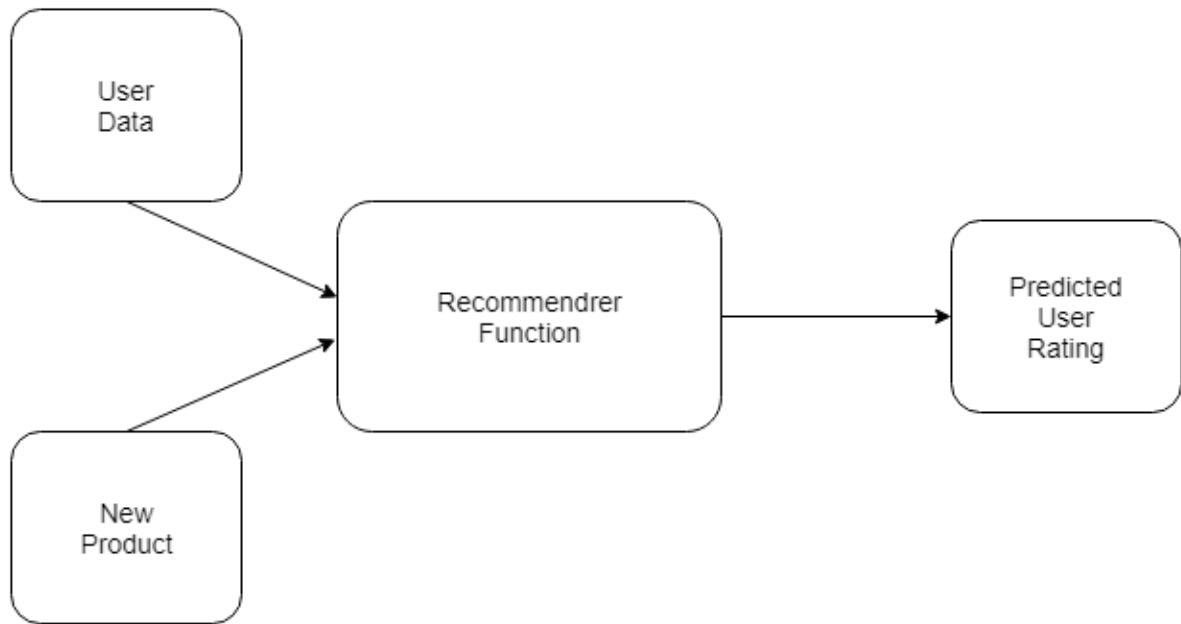 User
Data
Recommendrer
Function
Predicted
User
Rating
New
Product